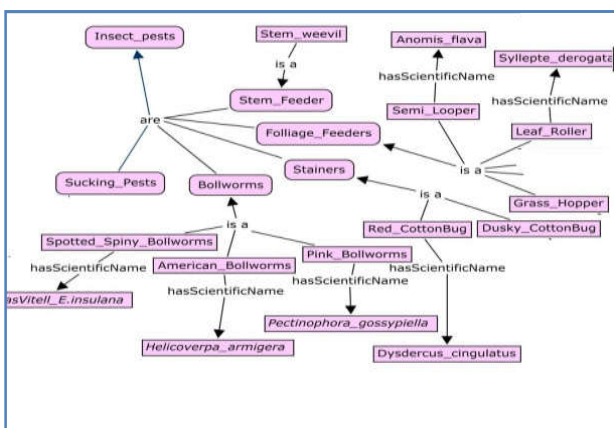 Insect_pests
Stem_weevil
Anomis_flava
Syllepte_derogata
is a
hasScientificName
hasScientificName
Stem_Feeder
Semi_Looper
are
Folliage_Feeders
Leaf_Roller
Stainers
is a
Sucking_Pests
Bollworms
is a
Grass_Hopper
is a
Red_CottonBug
Dusky_CottonBug
Spotted_Spiny_Bollworms
Pink_Bollworms
hasScientificName
American_Bollworms
hasScientificName
hasScientificName
hasScientificName
asVitell_E.insulana
Pectinophora_gossypiella
Helicoverpa_armigera
Dysdercus_cingulatus